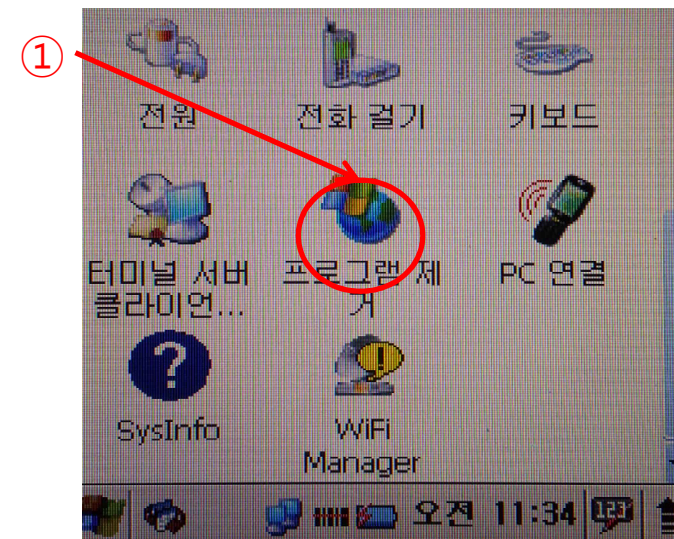 ①
전원 전화 걸기 키보드
터미널 서버 프로그램 제 PC 연결
클라이언... 거
?
!
SysInfo WiFi
Manager
오전 11:34 123